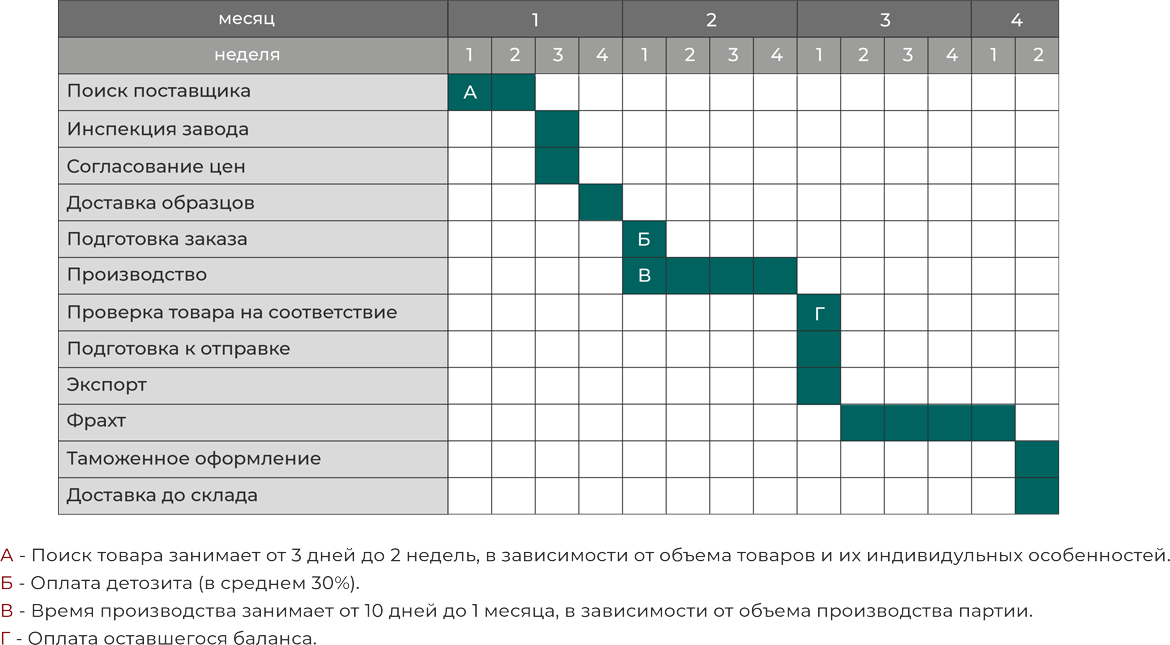 месяц 1 2 3 4
неделя 1 2 3 4 1 2 3 4 1 2 3 4 1 2
Поиск поставщика А
Инспекция завода
Согласование цен
Доставка образцов
Подготовка заказа Б
Производство В
Проверка товара на соответствие Г
Подготовка к отправке
Экспорт
Фрахт
Таможенное оформление
Доставка до склада
А - Поиск товара занимает от 3 дней до 2 недель, в зависимости от объема товаров и их индивидульных особенностей.
Б - Оплата детозита (в среднем 30%).
В - Время производства занимает от 10 дней до 1 месяца, в зависимости от объема производства партии.
Г - Оплата оставшегося баланса.